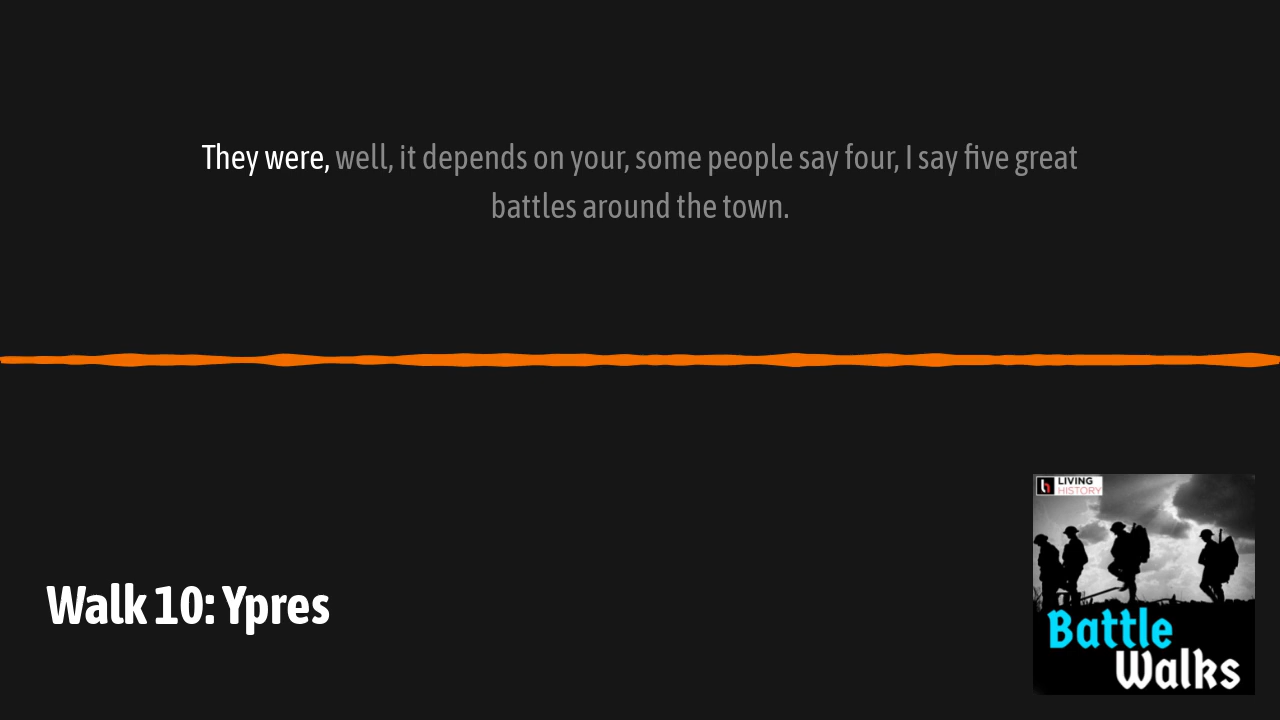 They were, well, it depends on your, some people say four, I say five great
battles around the town.
Walk 10: Ypres
LIVING
HISTORY
Battle
Walks